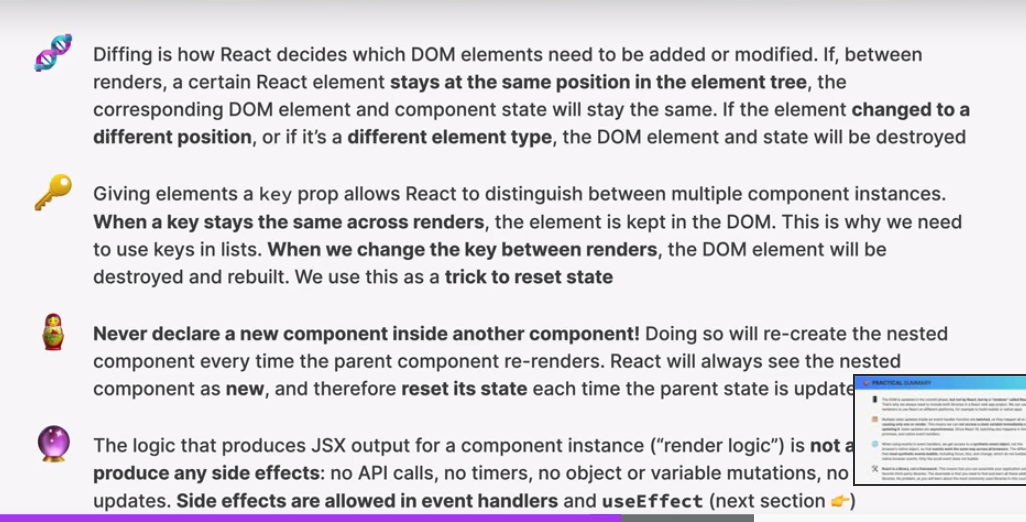 Diffing is how React decides which DOM elements need to be added or modified. If, between
renders, a certain React element stays at the same position in the element tree, the
corresponding DOM element and component state will stay the same. If the element changed to a
different position, or if it’s a different element type, the DOM element and state will be destroyed
Giving elements a key prop allows React to distinguish between multiple component instances.
When a key stays the same across renders, the element is kept in the DOM. This is why we need
to use keys in lists. When we change the key between renders, the DOM element will be
destroyed and rebuilt. We use this as a trick to reset state
Never declare a new component inside another component! Doing so will re-create the nested
component every time the parent component re-renders. React will always see the nested
component as new, and therefore reset its state each time the parent state is update
The logic that produces JSX output for a component instance (“render logic”) is not a
produce any side effects: no API calls, no timers, no object or variable mutations, no
updates. Side effects are allowed in event handlers and useEffect (next section 👉)
PRACTICAL SUMMARY